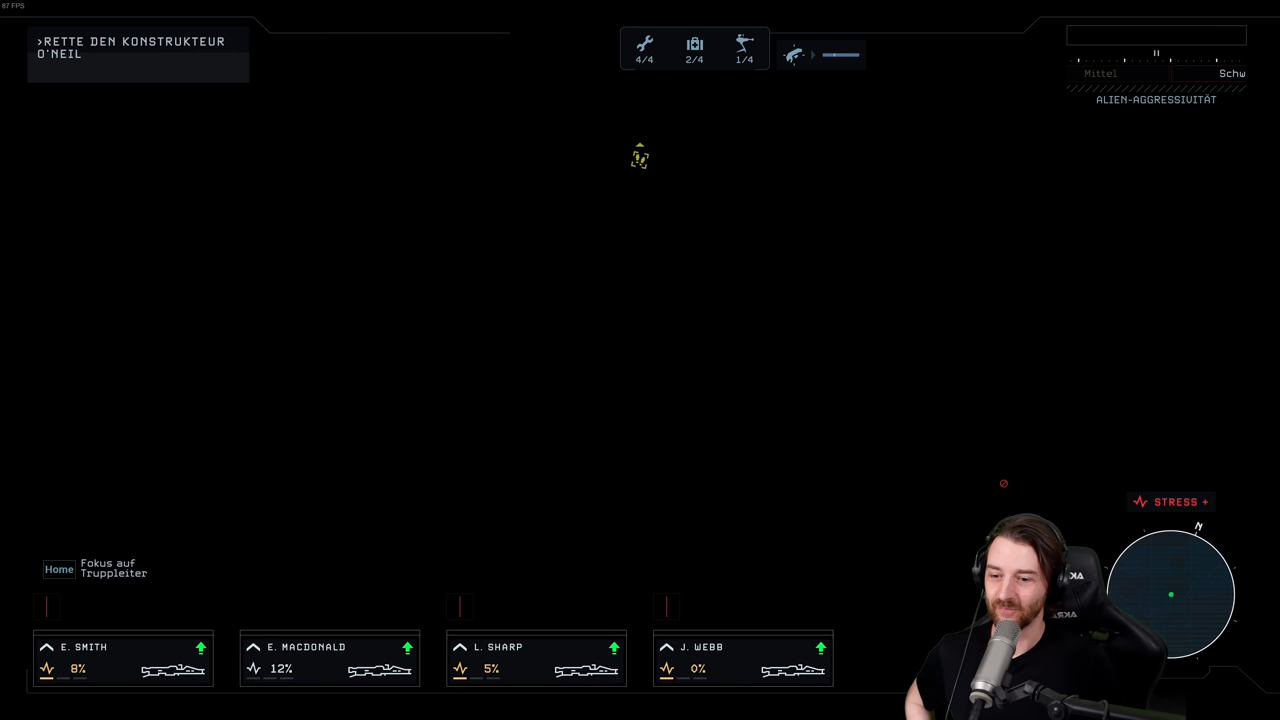 87 FPS
>RETTE DEN KONSTRUKTEUR
O'NEIL
4/4
2/4
1/4
Mittel
Schw
ALIEN-AGGRESSIVITÄT
STRESS +
N
Home
Fokus auf
Truppleiter
E. SMITH
8%
E. MACDONALD
12%
L. SHARP
5%
J. WEBB
0%
AKRA